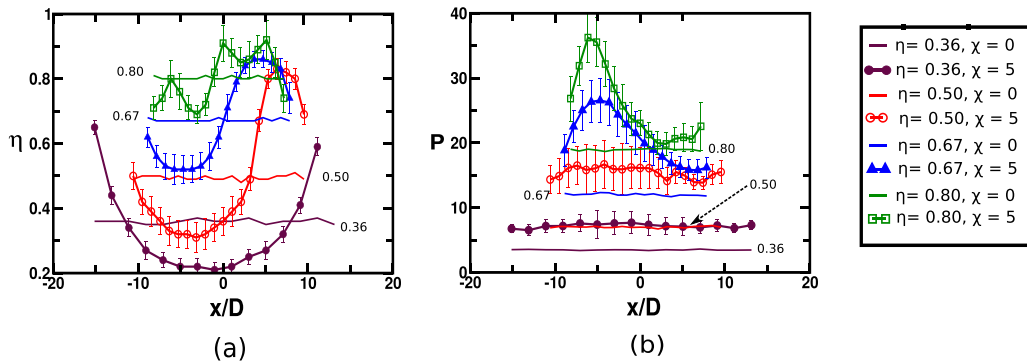 1
0.8
0.6
0.4
0.2
η
0.80
0.67
0.50
0.36
-20 -10 0 10 20
x/D
(a)
40
30
20
10
0
P
0.80
0.67
0.50
0.36
-20 -10 0 10 20
x/D
(b)
η= 0.36, χ = 0
η= 0.36, χ = 5
η= 0.50, χ = 0
η= 0.50, χ = 5
η= 0.67, χ = 0
η= 0.67, χ = 5
η= 0.80, χ = 0
η= 0.80, χ = 5